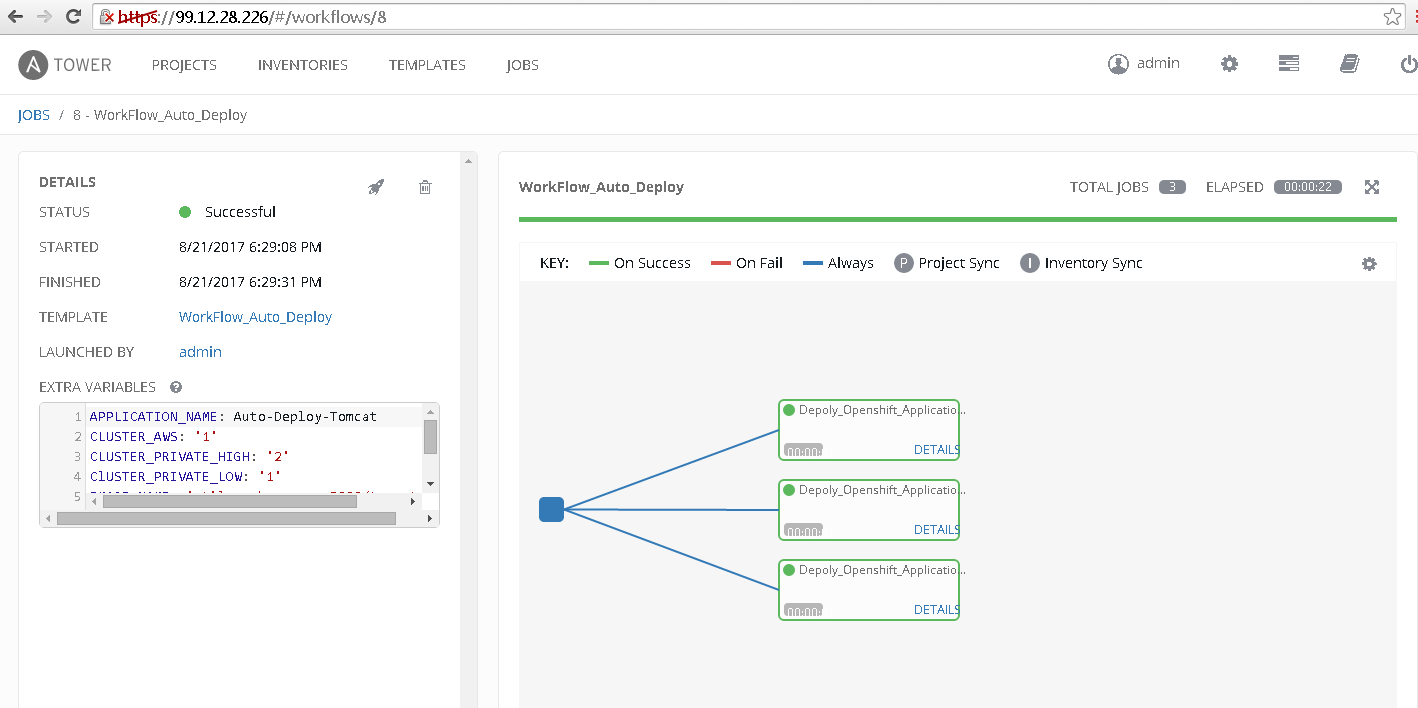 https://99.12.28.226/#/workflows/8
A TOWER PROJECTS INVENTORIES TEMPLATES JOBS admin
JOBS / 8 - WorkFlow_Auto_Deploy
DETAILS
STATUS Successful
STARTED 8/21/2017 6:29:08 PM
FINISHED 8/21/2017 6:29:31 PM
TEMPLATE WorkFlow_Auto_Deploy
LAUNCHED BY admin
EXTRA VARIABLES ?
1 APPLICATION_NAME: Auto-Deploy-Tomcat
2 CLUSTER_AWS: '1'
3 CLUSTER_PRIVATE_HIGH: '2'
4 ClUSTER_PRIVATE_LOW: '1'
5
WorkFlow_Auto_Deploy TOTAL JOBS 3 ELAPSED 00:00:22
KEY: On Success On Fail Always P Project Sync I Inventory Sync
Depoly_Openshift_Applicatio...
00:00: DETAILS
Depoly_Openshift_Applicatio...
00:00: DETAILS
Depoly_Openshift_Applicatio...
00:00: DETAILS